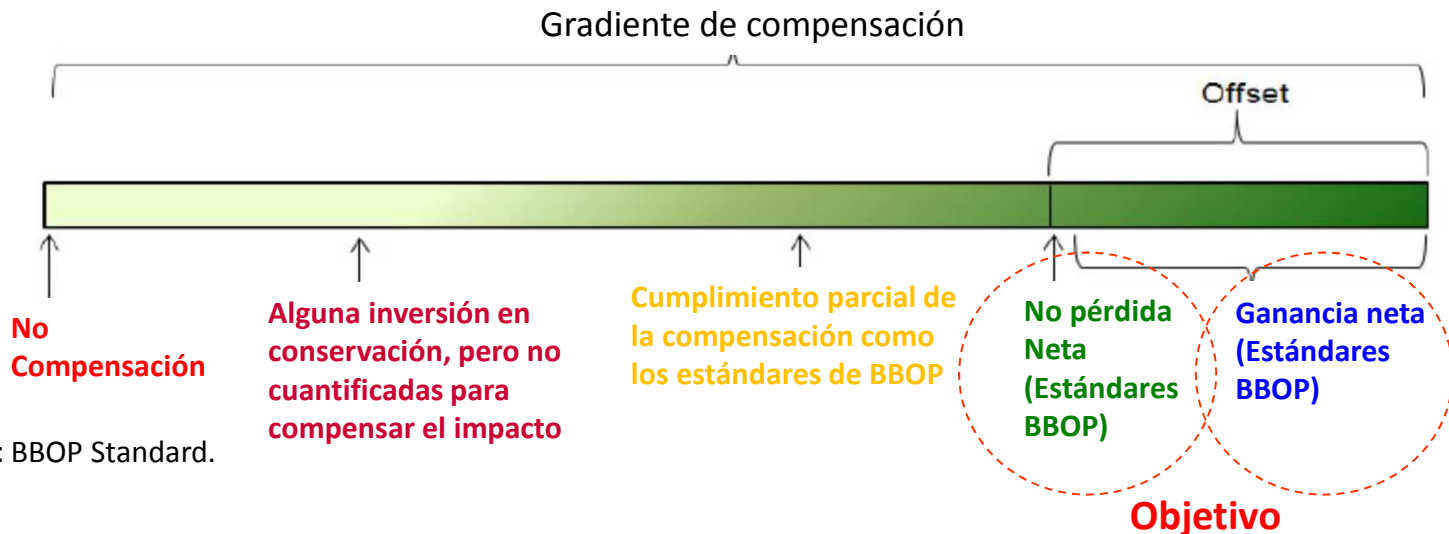 Gradiente de compensación
Offset
No
Compensación
Alguna inversión en
conservación, pero no
cuantificadas para
compensar el impacto
Cumplimiento parcial de
la compensación como
los estándares de BBOP
No pérdida
Neta
(Estándares
BBOP)
Ganancia neta
(Estándares
BBOP)
: BBOP Standard.
Objetivo